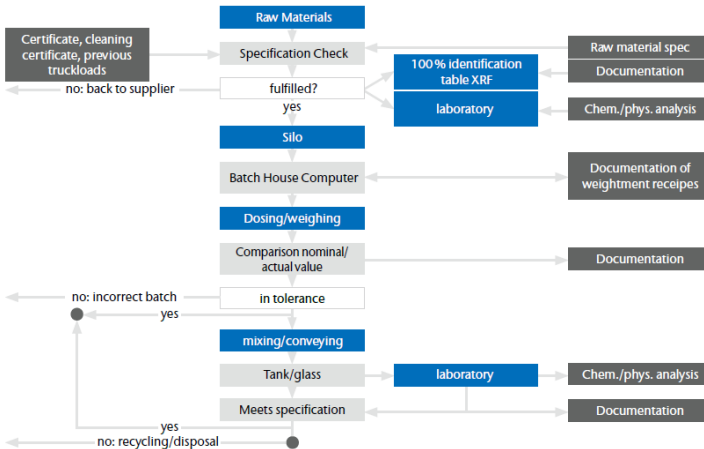 Raw Materials
Certificate, cleaning
certificate, previous
truckloads
Specification Check
Raw material spec
100 % identification
table XRF
Documentation
no: back to supplier
fulfilled?
yes
laboratory
Chem./phys. analysis
Silo
Batch House Computer
Documentation of
weightment receipes
Dosing/weighing
Comparison nominal/
actual value
Documentation
no: incorrect batch
in tolerance
yes
mixing/conveying
Tank/glass
laboratory
Chem./phys. analysis
Meets specification
Documentation
yes
no: recycling/disposal